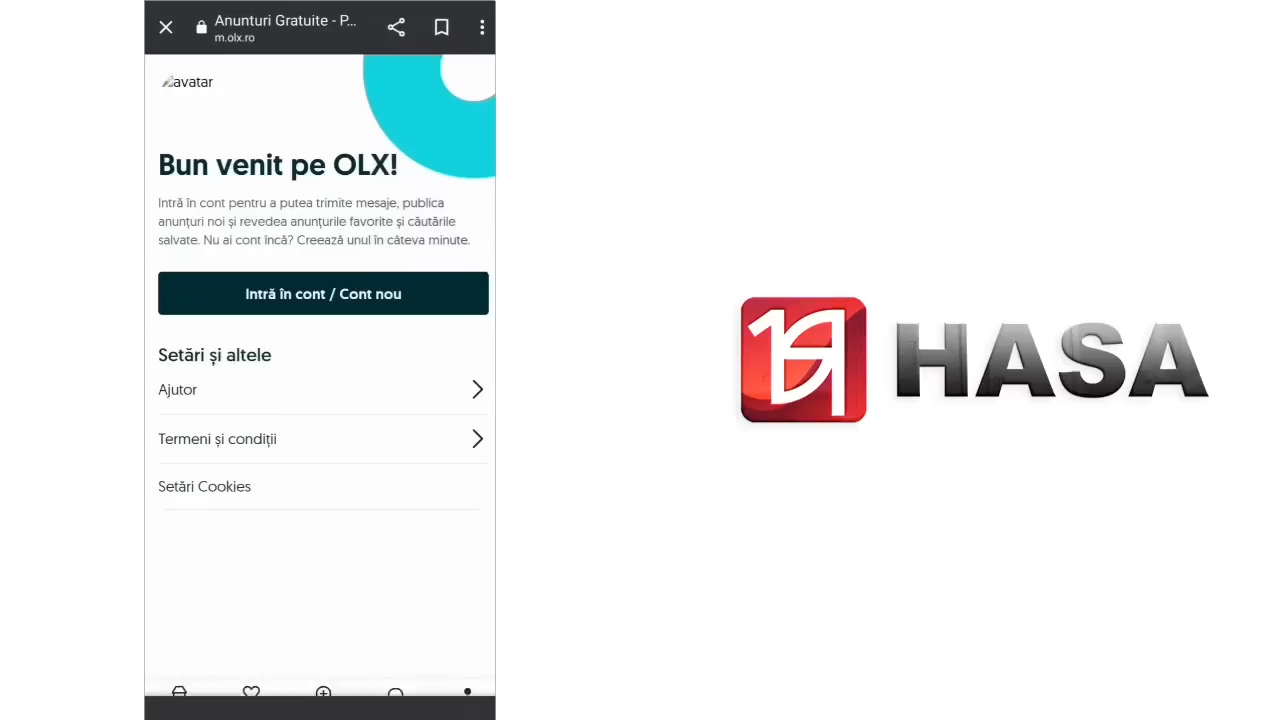 Anunturi Gratuite - P...
m.olx.ro
avatar
Bun venit pe OLX!
Intră în cont pentru a putea trimite mesaje, publica
anunțuri noi și revedea anunțurile favorite și căutările
salvate. Nu ai cont încă? Creează unul în câteva minute.
Intră în cont / Cont nou
Setări și altele
Ajutor
Termeni și condiții
Setări Cookies
HASA